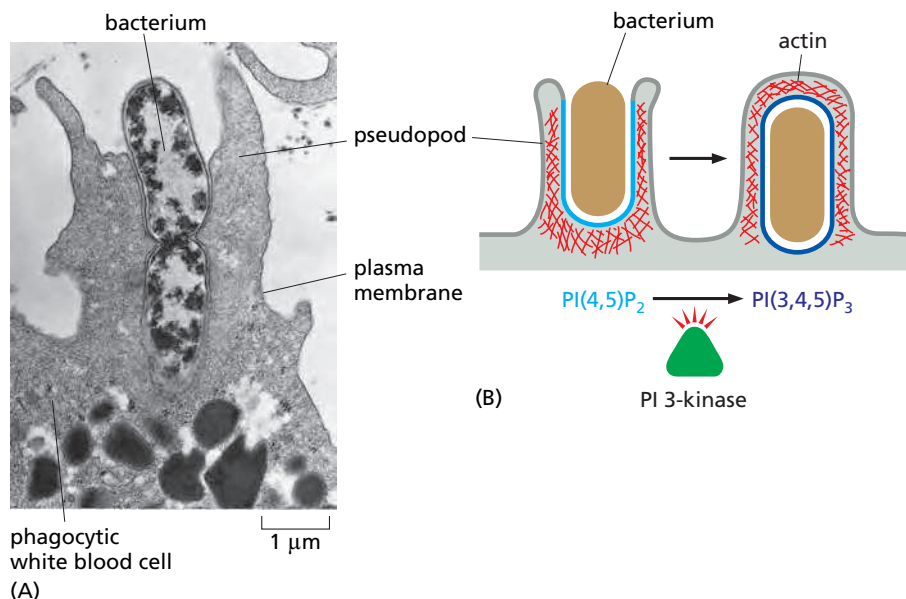 bacterium
pseudopod
plasma
membrane
phagocytic
white blood cell
1 μm
(A)
bacterium
actin
PI(4,5)P₂
PI(3,4,5)P₃
PI 3-kinase
(B)